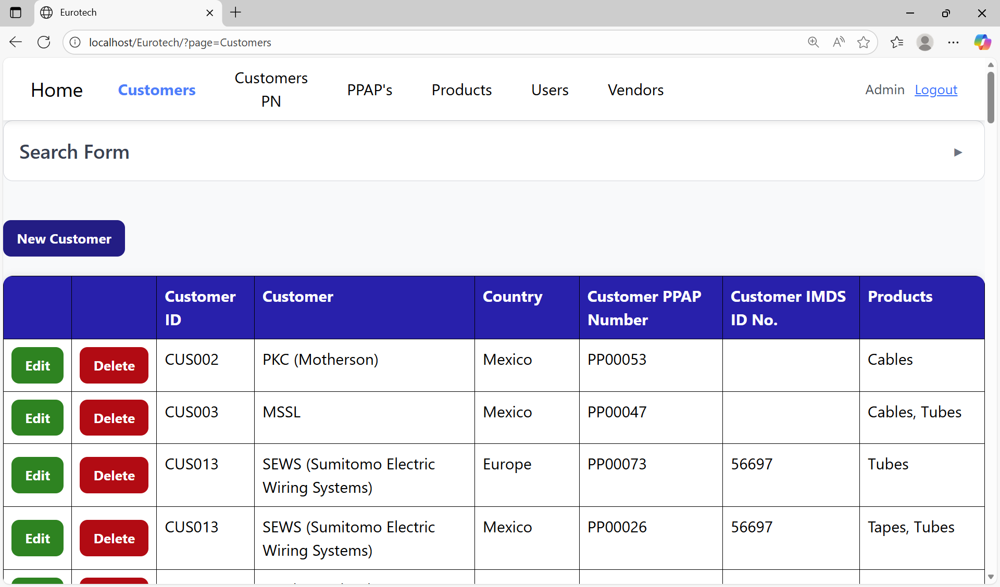 Eurotech
localhost/Eurotech/?page=Customers
Home
Customers
Customers
PN
PPAP's
Products
Users
Vendors
Admin
Logout
Search Form
New Customer
Customer
ID
Customer
Country
Customer PPAP
Number
Customer IMDS
ID No.
Products
Edit
Delete
CUS002
PKC (Motherson)
Mexico
PP00053
Cables
Edit
Delete
CUS003
MSSL
Mexico
PP00047
Cables, Tubes
Edit
Delete
CUS013
SEWS (Sumitomo Electric
Wiring Systems)
Europe
PP00073
56697
Tubes
Edit
Delete
CUS013
SEWS (Sumitomo Electric
Wiring Systems)
Mexico
PP00026
56697
Tapes, Tubes